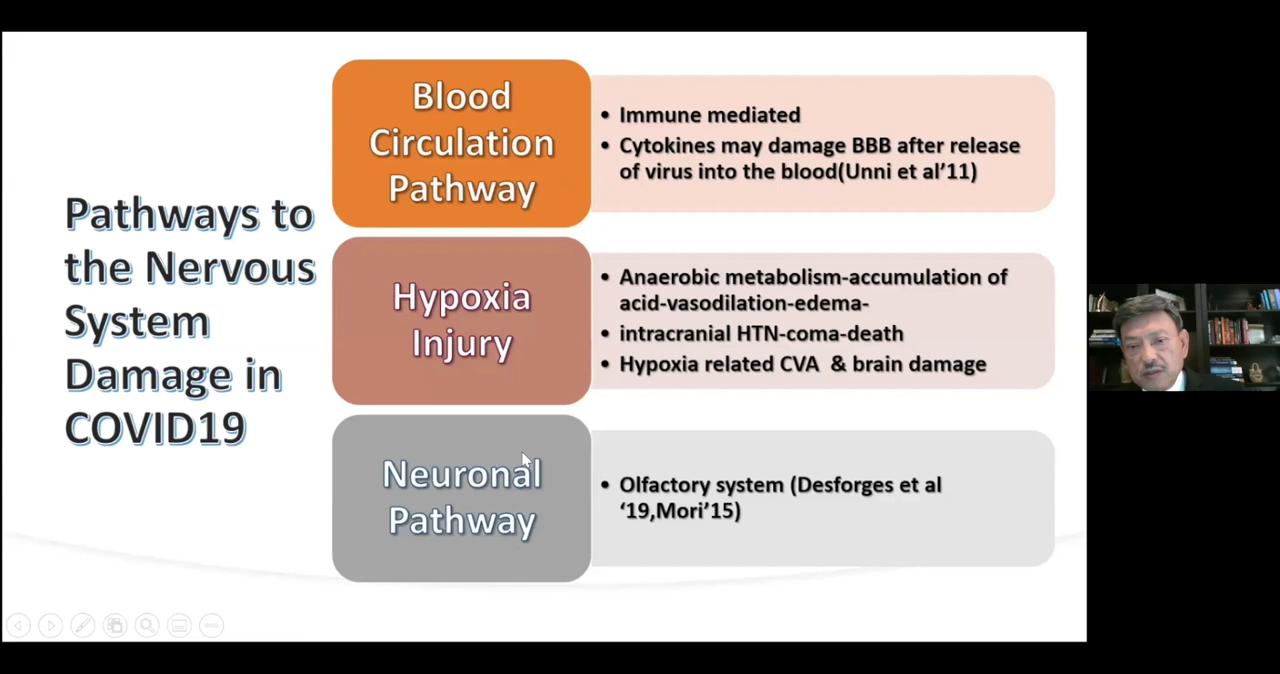 Pathways to
the Nervous
System
Damage in
COVID19
Blood
Circulation
Pathway
• Immune mediated
• Cytokines may damage BBB after release
of virus into the blood(Unni et al’11)
Hypoxia
Injury
• Anaerobic metabolism-accumulation of
acid-vasodilation-edema-
• intracranial HTN-coma-death
• Hypoxia related CVA & brain damage
Neuronal
Pathway
• Olfactory system (Desforges et al
‘19,Mori’15)